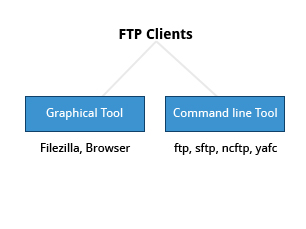 FTP Clients
Graphical Tool
Command line Tool
Filezilla, Browser
ftp, sftp, ncftp, yafc